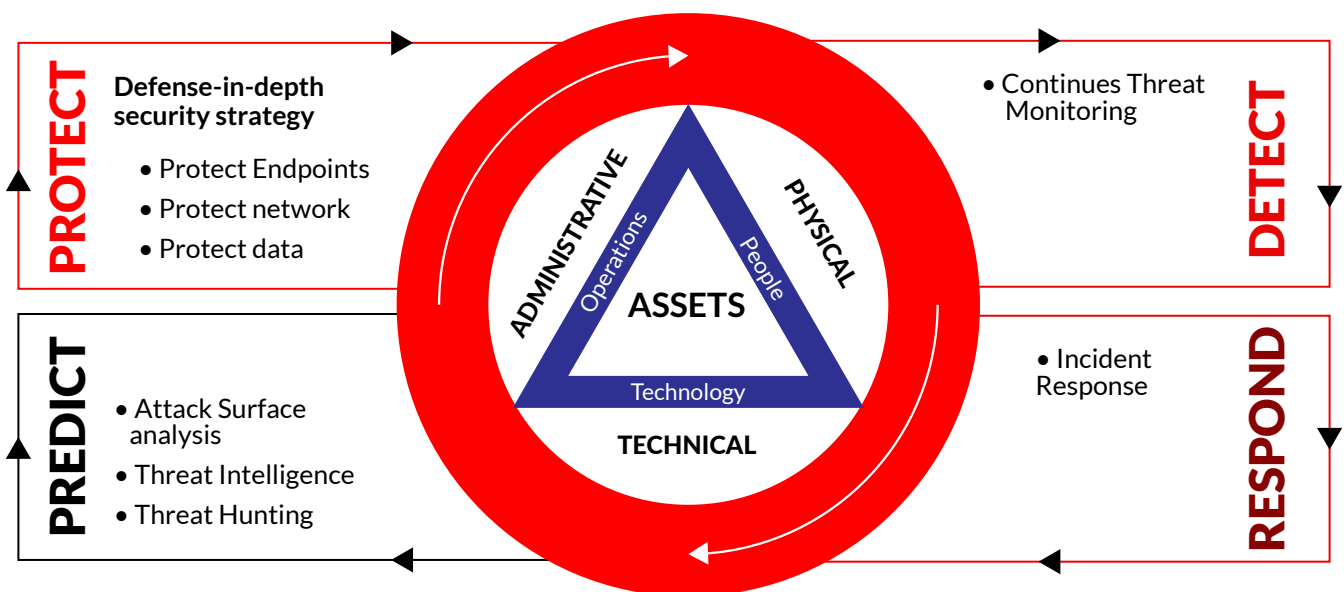 PROTECT
Defense-in-depth
security strategy
• Protect Endpoints
• Protect network
• Protect data
• Continues Threat
Monitoring
DETECT
ADMINISTRATIVE
Operations
PHYSICAL
People
ASSETS
Technology
TECHNICAL
PREDICT
• Attack Surface
analysis
• Threat Intelligence
• Threat Hunting
• Incident
Response
RESPOND